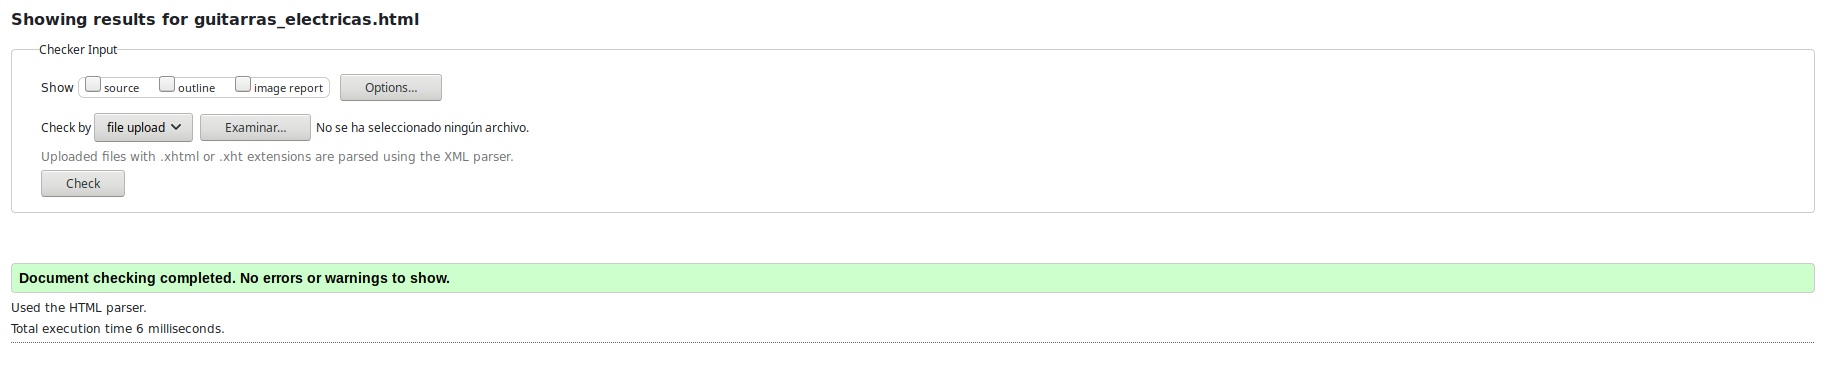 Showing results for guitarras_electricas.html
Checker Input
Show source outline image report Options...
Check by file upload Examinar... No se ha seleccionado ningún archivo.
Uploaded files with .xhtml or .xht extensions are parsed using the XML parser.
Check
Document checking completed. No errors or warnings to show.
Used the HTML parser.
Total execution time 6 milliseconds.